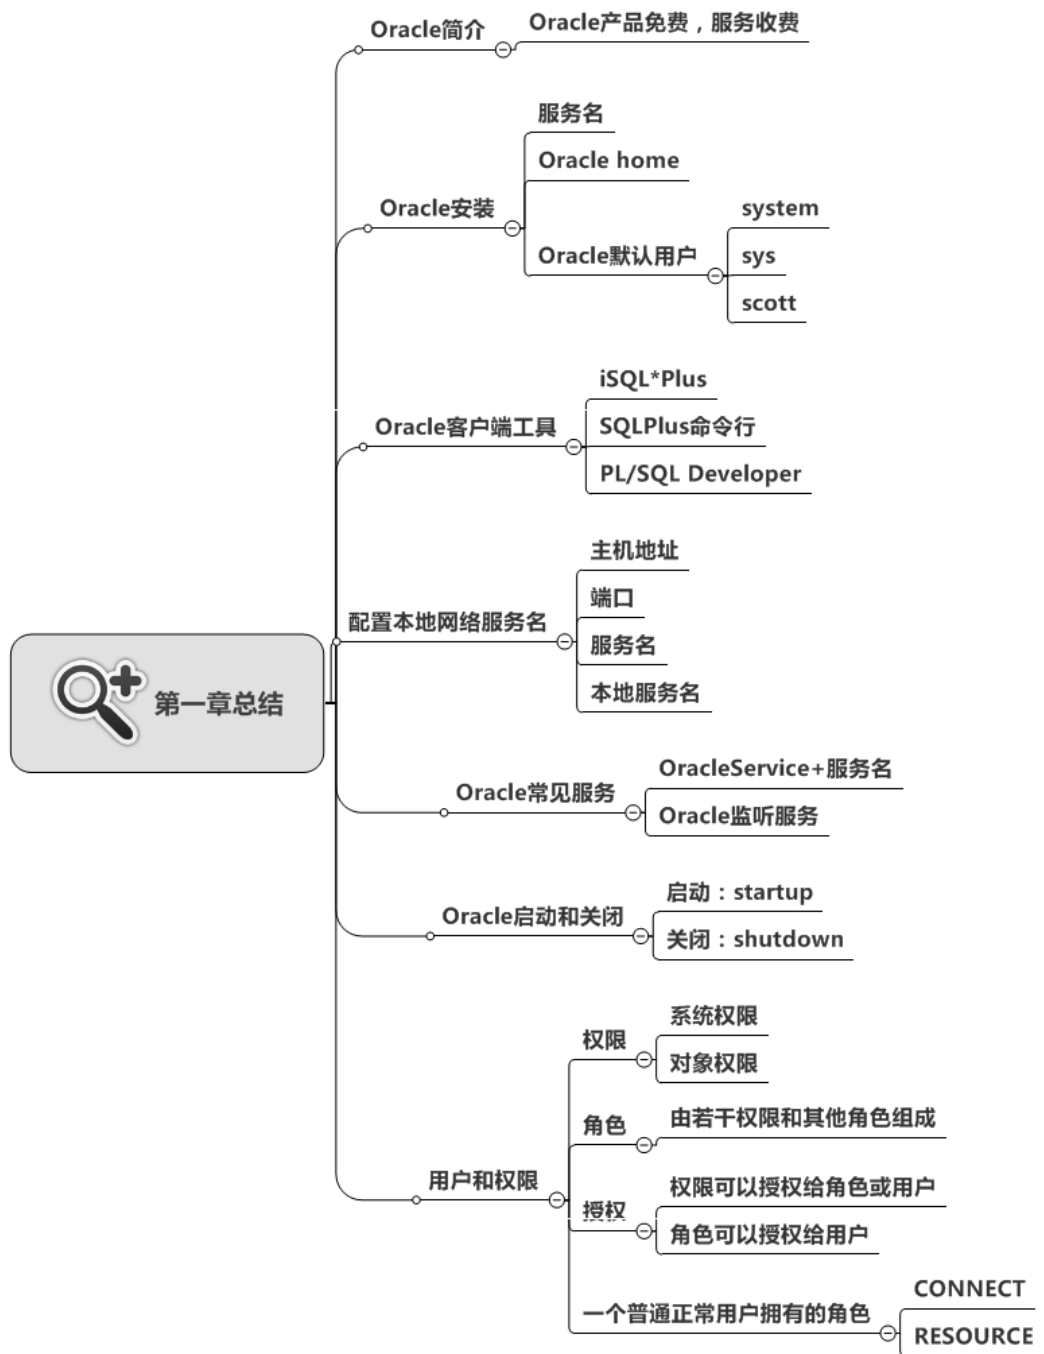 Oracle简介
Oracle产品免费，服务收费
服务名
Oracle home
Oracle安装
Oracle默认用户
system
sys
scott
iSQL*Plus
Oracle客户端工具
SQLPlus命令行
PL/SQL Developer
主机地址
端口
配置本地网络服务名
服务名
本地服务名
第一章总结
OracleService+服务名
Oracle常见服务
Oracle监听服务
启动：startup
Oracle启动和关闭
关闭：shutdown
系统权限
权限
对象权限
角色
由若干权限和其他角色组成
用户和权限
权限可以授权给角色或用户
授权
角色可以授权给用户
一个普通正常用户拥有的角色
CONNECT
RESOURCE